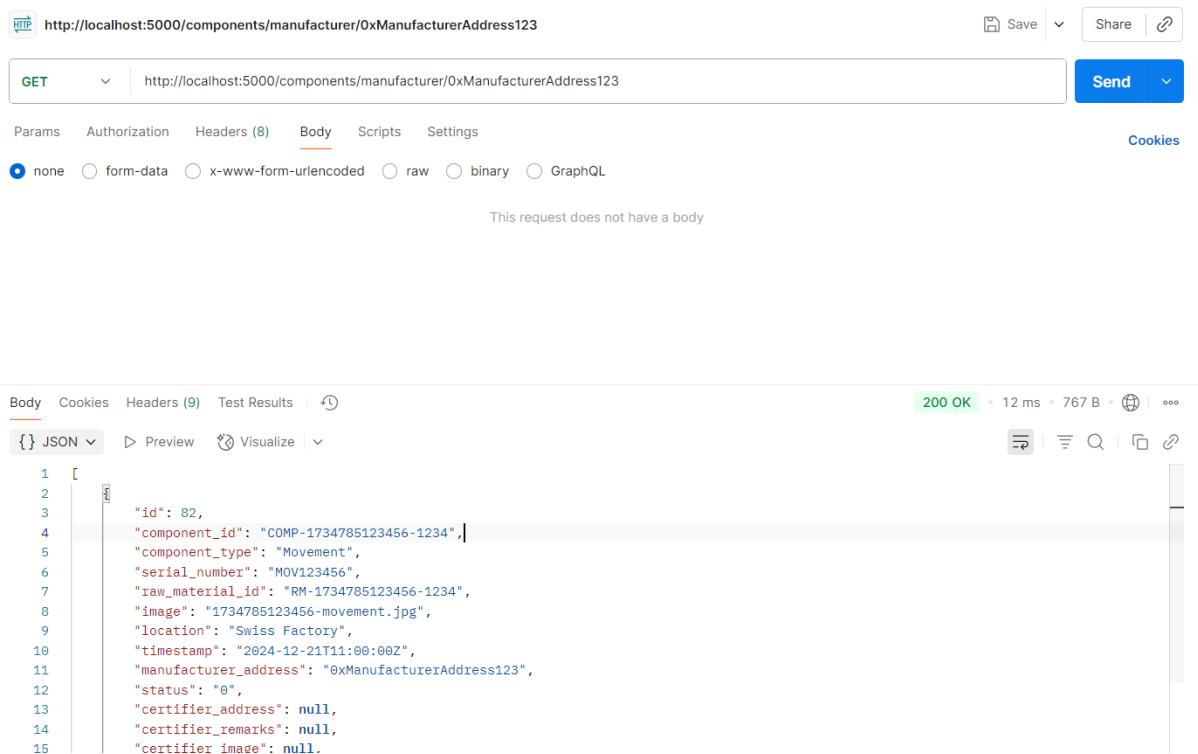 HTTP http://localhost:5000/components/manufacturer/0xManufacturerAddress123 Save Share
GET http://localhost:5000/components/manufacturer/0xManufacturerAddress123 Send
Params Authorization Headers (8) Body Scripts Settings Cookies
none form-data x-www-form-urlencoded raw binary GraphQL
This request does not have a body
Body Cookies Headers (9) Test Results 200 OK 12 ms 767 B
{} JSON Preview Visualize
1 [
2 {
3 "id": 82,
4 "component_id": "COMP-1734785123456-1234",
5 "component_type": "Movement",
6 "serial_number": "MOV123456",
7 "raw_material_id": "RM-1734785123456-1234",
8 "image": "1734785123456-movement.jpg",
9 "location": "Swiss Factory",
10 "timestamp": "2024-12-21T11:00:00Z",
11 "manufacturer_address": "0xManufacturerAddress123",
12 "status": "0",
13 "certifier_address": null,
14 "certifier_remarks": null,
15 "certifier_image": null,